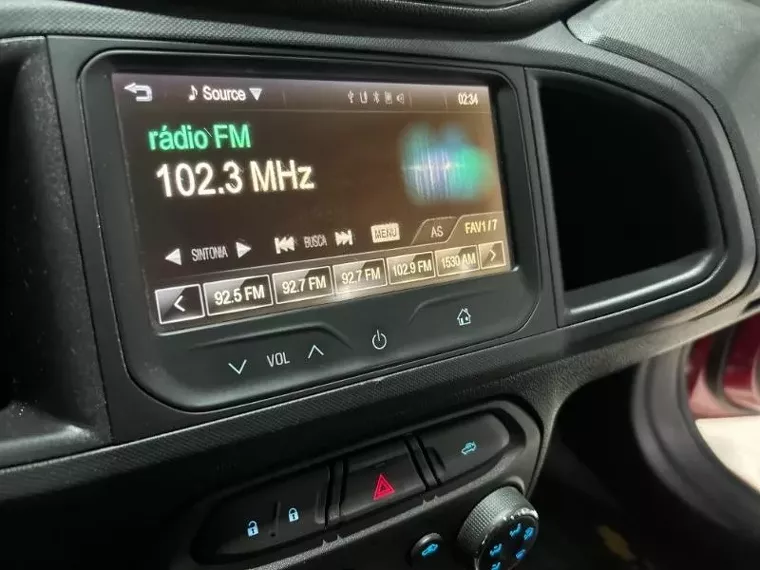 Source
02:34
rádio FM
102.3 MHz
SINTONIA BUSCA MENU AS FAV1/7
92.5 FM 92.7 FM 92.7 FM 102.9 FM 1530 AM
VOL